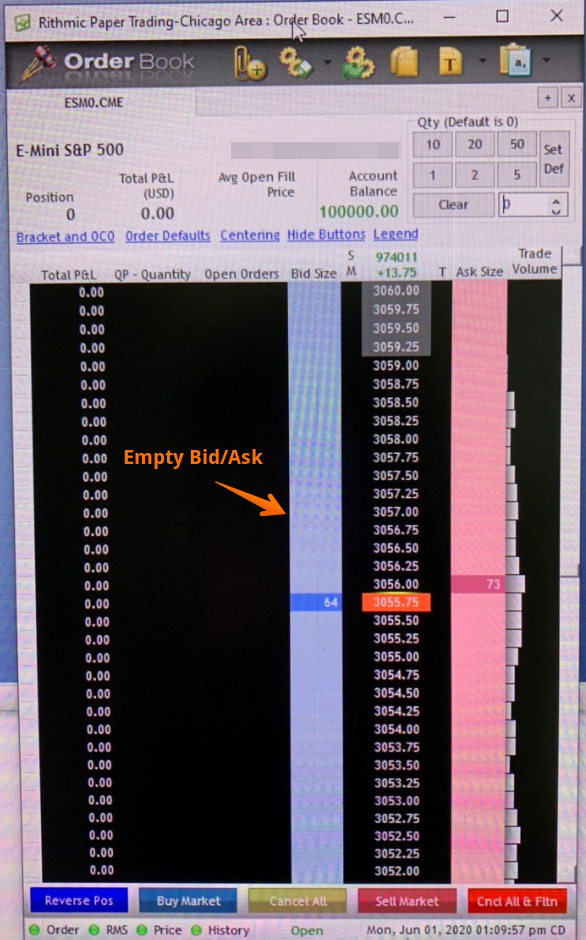 Rithmic Paper Trading-Chicago Area : Order Book - ESM0.C...
Order Book
T
a,
ESM0.CME
+ x
Qty (Default is 0)
E-Mini S&P 500
10 20 50 Set Def
1 2 5
Clear 0
Position Total P&L (USD) Avg Open Fill Price Account Balance
0 0.00 100000.00
Bracket and OCO Order Defaults Centering Hide Buttons Legend
Total P&L QP - Quantity Open Orders Bid Size S M 974011 +13.75 T Ask Size Trade Volume
0.00 3060.00
0.00 3059.75
0.00 3059.50
0.00 3059.25
0.00 3059.00
0.00 3058.75
0.00 3058.50
0.00 3058.25
0.00 3058.00
0.00 3057.75
Empty Bid/Ask
0.00 3057.50
0.00 3057.25
0.00 3057.00
0.00 3056.75
0.00 3056.50
0.00 3056.25
0.00 3056.00 73
0.00 64 3055.75
0.00 3055.50
0.00 3055.25
0.00 3055.00
0.00 3054.75
0.00 3054.50
0.00 3054.25
0.00 3054.00
0.00 3053.75
0.00 3053.50
0.00 3053.25
0.00 3053.00
0.00 3052.75
0.00 3052.50
0.00 3052.25
0.00 3052.00
Reverse Pos Buy Market Cancel All Sell Market Cncl All & Fltn
Order RMS Price History Open Mon, Jun 01, 2020 01:09:57 pm CD